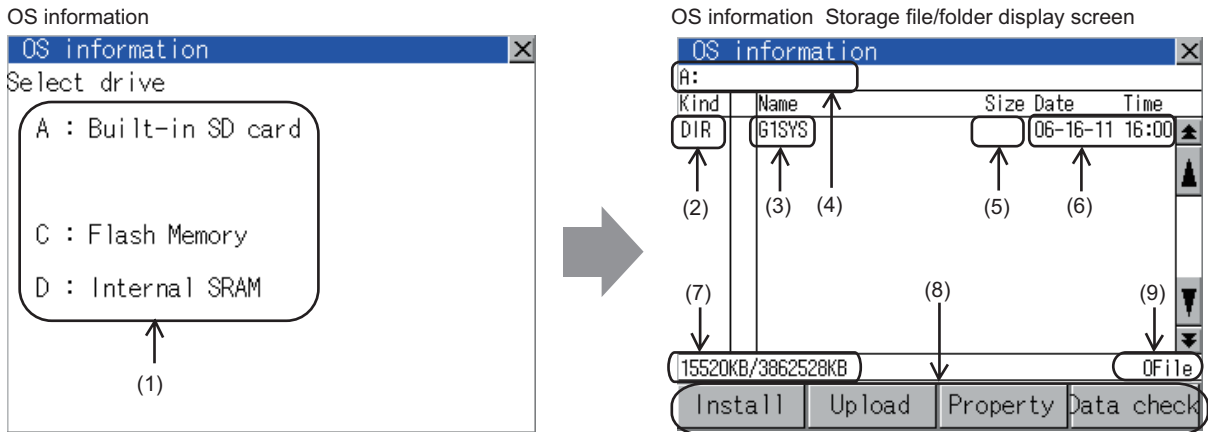 OS information
OS information
Select drive
A : Built-in SD card
C : Flash Memory
D : Internal SRAM
(1)
OS information Storage file/folder display screen
OS information
A:
Kind Name Size Date Time
DIR G1SYS 06-16-11 16:00
(2) (3) (4) (5) (6)
(7) (8) (9)
15520KB/3862528KB 0File
Install Upload Property Data check